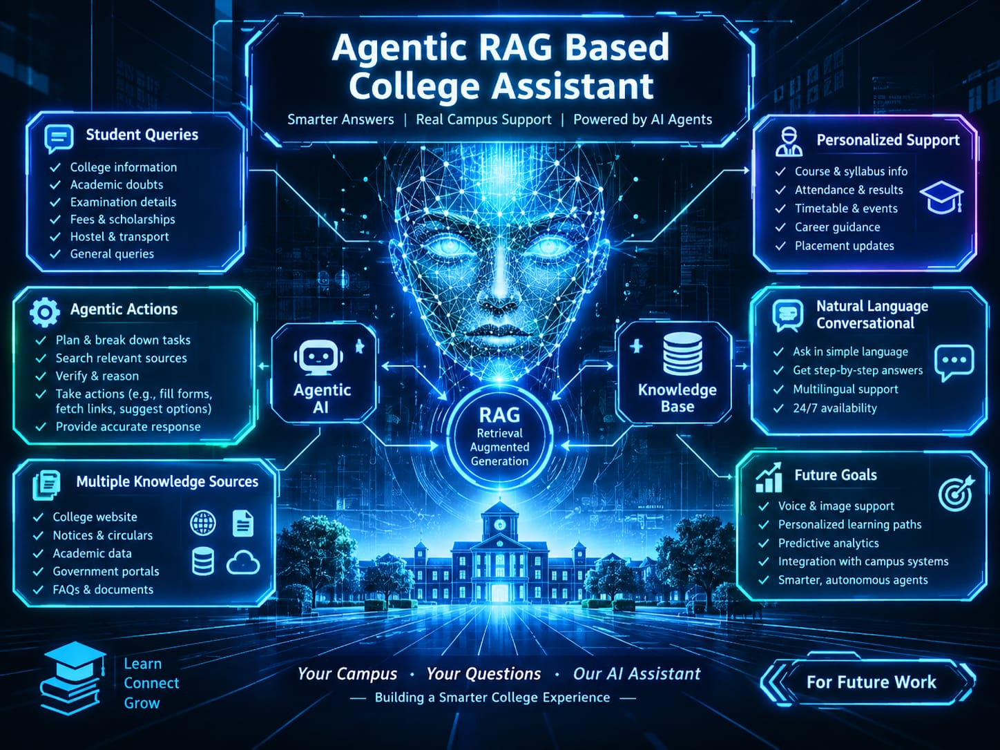 Agentic RAG Based
College Assistant
Smarter Answers | Real Campus Support | Powered by AI Agents
Student Queries
College information
Academic doubts
Examination details
Fees & scholarships
Hostel & transport
General queries
Agentic Actions
Plan & break down tasks
Search relevant sources
Verify & reason
Take actions (e.g., fill forms,
fetch links, suggest options)
Provide accurate response
Multiple Knowledge Sources
College website
Notices & circulars
Academic data
Government portals
FAQs & documents
Agentic
AI
RAG
Retrieval
Augmented
Generation
Knowledge
Base
Personalized Support
Course & syllabus info
Attendance & results
Timetable & events
Career guidance
Placement updates
Natural Language
Conversational
Ask in simple language
Get step-by-step answers
Multilingual support
24/7 availability
Future Goals
Voice & image support
Personalized learning paths
Predictive analytics
Integration with campus systems
Smarter, autonomous agents
Learn
Connect
Grow
Your Campus • Your Questions • Our AI Assistant
— Building a Smarter College Experience —
For Future Work